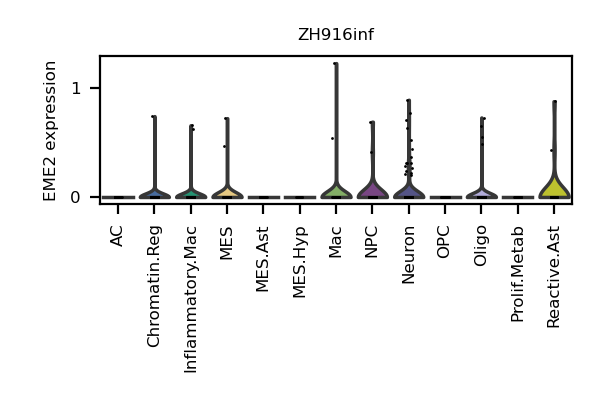 ZH916inf
EME2 expression
1
0
AC
Chromatin.Reg
Inflammatory.Mac
MES
MES.Ast
MES.Hyp
Mac
NPC
Neuron
OPC
Oligo
Prolif.Metab
Reactive.Ast